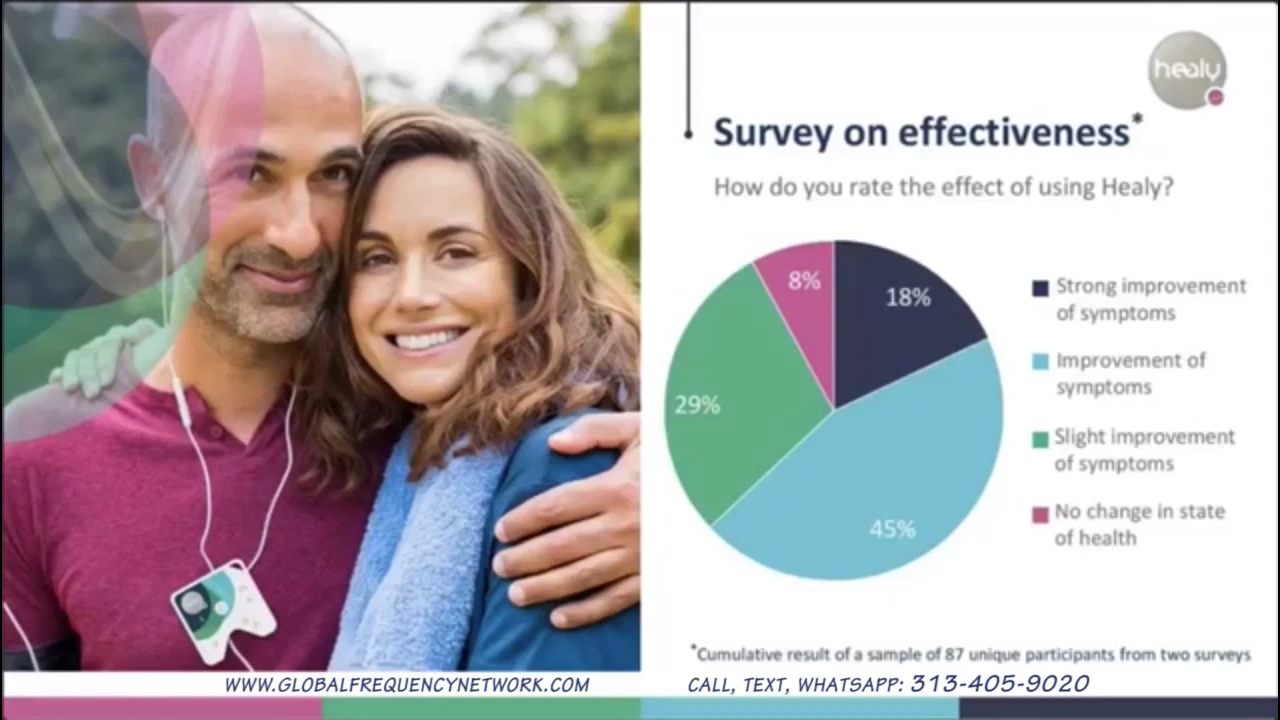 healy
Survey on effectiveness*
How do you rate the effect of using Healy?
8%
18%
29%
45%
Strong improvement
of symptoms
Improvement of
symptoms
Slight improvement
of symptoms
No change in state
of health
*Cumulative result of a sample of 87 unique participants from two surveys
WWW.GLOBALFREQUENCYNETWORK.COM
CALL, TEXT, WHATSAPP: 313-405-9020